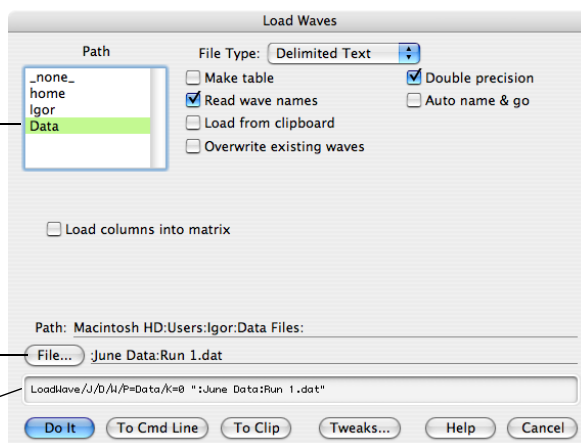 Load Waves
Path
File Type: Delimited Text
_none_
home
Igor
Data
Make table
Double precision
Read wave names
Auto name & go
Load from clipboard
Overwrite existing waves
Load columns into matrix
Path: Macintosh HD:Users:Igor:Data Files:
File... :June Data:Run 1.dat
LoadWave/J/D/W/P=Data/K=0 ":June Data:Run 1.dat"
Do It To Cmd Line To Clip Tweaks... Help Cancel